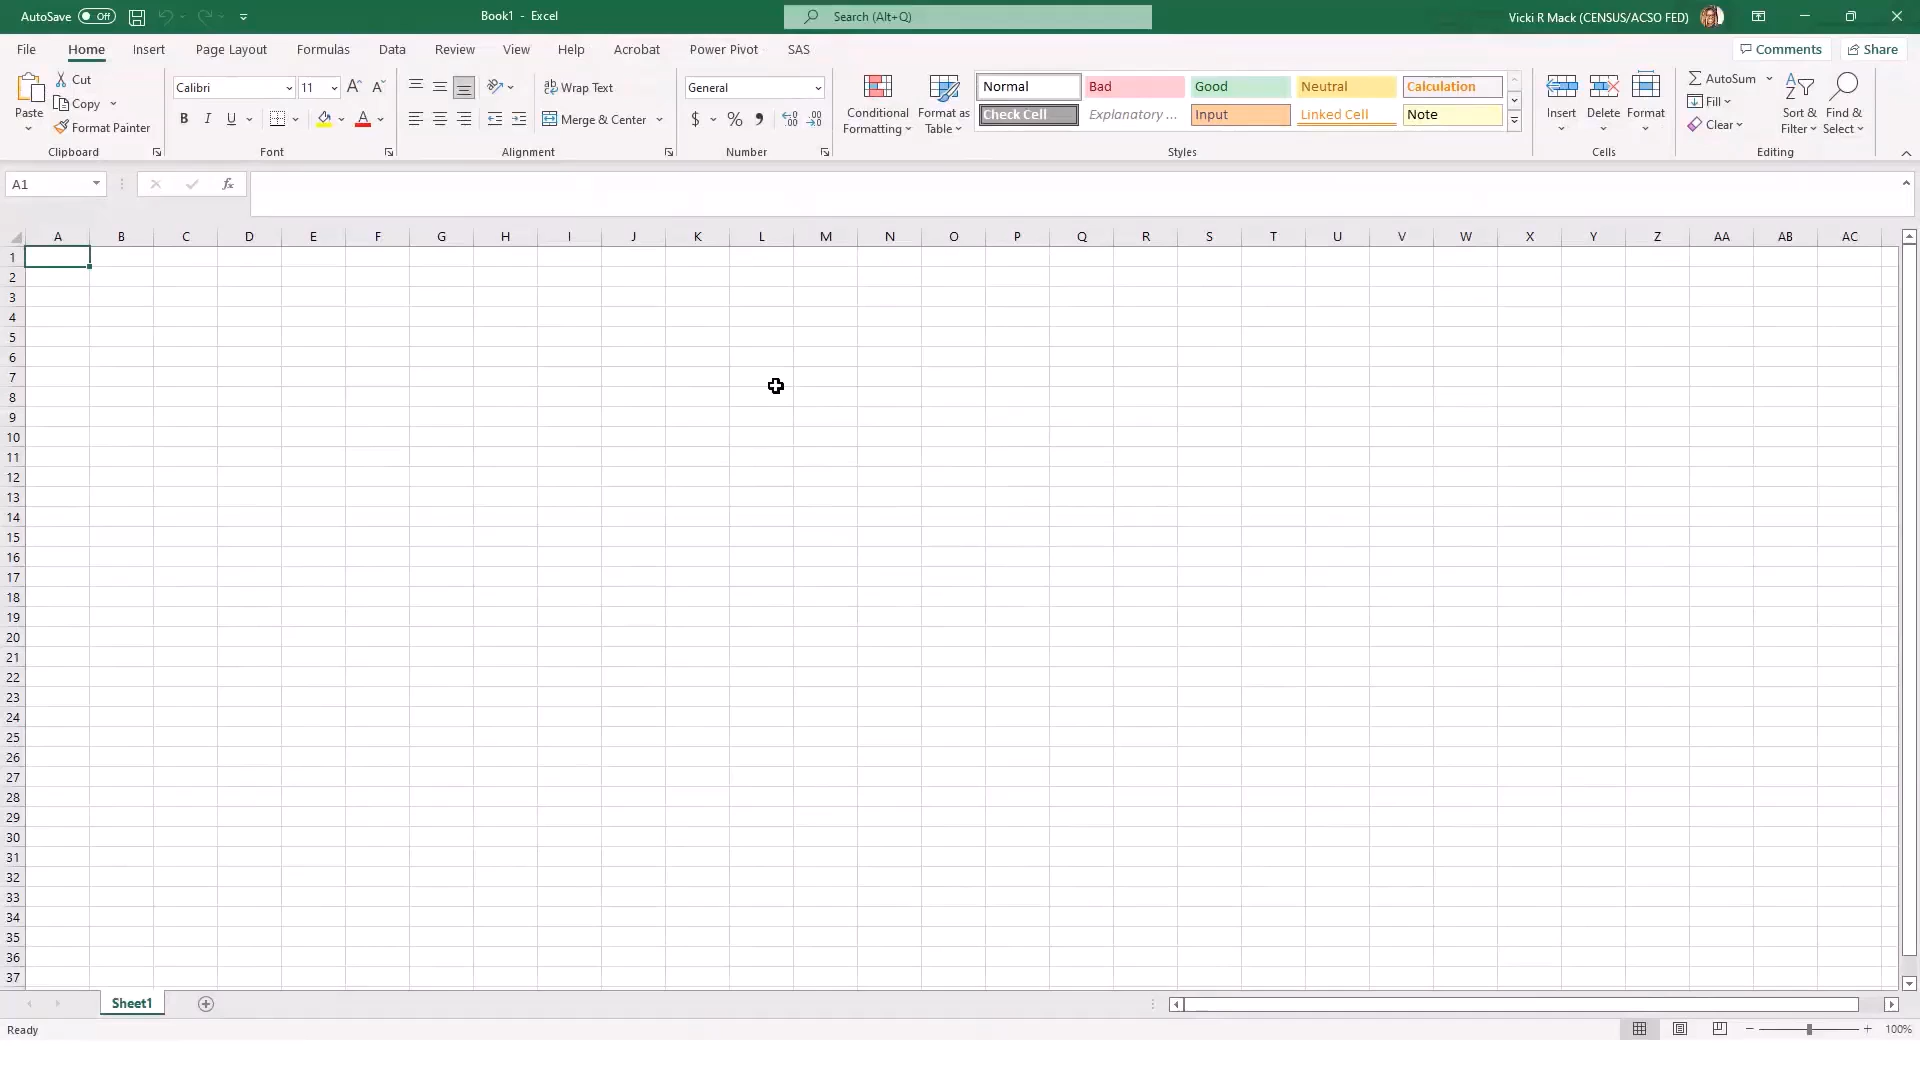 AutoSave Off Book1 - Excel Search (Alt+Q) Vicki R Mack (CENSUS/ACSO FED)
File Home Insert Page Layout Formulas Data Review View Help Acrobat Power Pivot SAS Comments Share
Paste
Cut
Copy
Format Painter
Clipboard
Calibri 11
B I U A
Font
Wrap Text
Merge & Center
Alignment
General
$ % 9
Number
Conditional Formatting
Format as Table
Normal Bad Good Neutral Calculation
Check Cell Explanatory ... Input Linked Cell Note
Styles
Insert Delete Format
Cells
AutoSum
Fill
Clear
Sort & Filter
Find & Select
Editing
A1 fx
A B C D E F G H I J K L M N O P Q R S T U V W X Y Z AA AB AC
1
2
3
4
5
6
7
8
9
10
11
12
13
14
15
16
17
18
19
20
21
22
23
24
25
26
27
28
29
30
31
32
33
34
35
36
37
Sheet1
Ready 100%